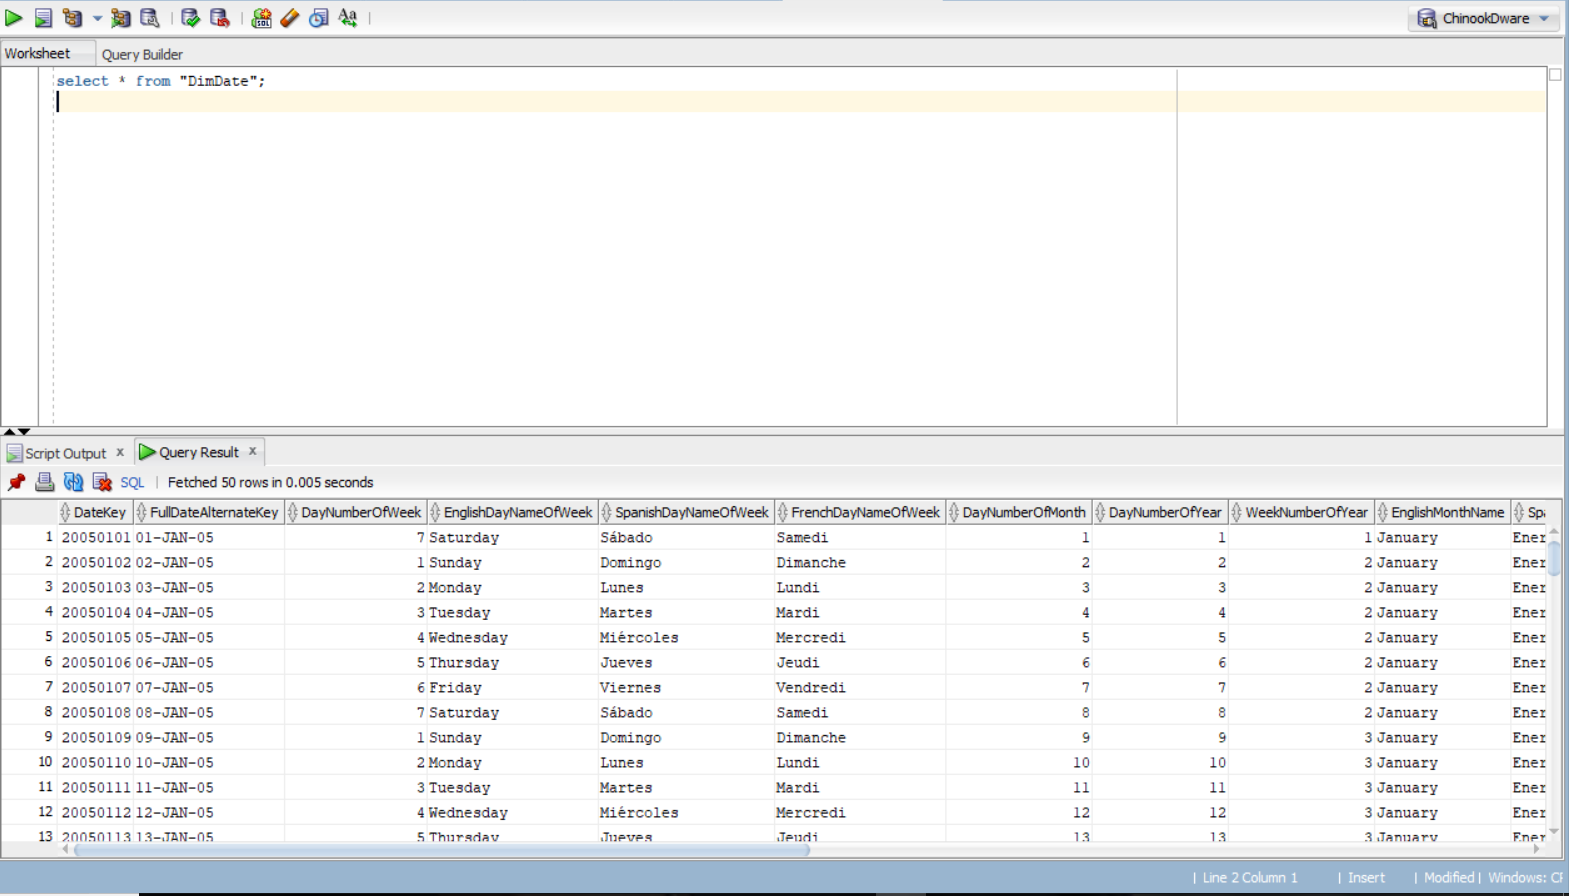 ChinookDware
Worksheet Query Builder
select * from "DimDate";
Script Output x Query Result x
SQL | Fetched 50 rows in 0.005 seconds
DateKey FullDateAlternateKey DayNumberOfWeek EnglishDayNameOfWeek SpanishDayNameOfWeek FrenchDayNameOfWeek DayNumberOfMonth DayNumberOfYear WeekNumberOfYear EnglishMonthName Spa
1 20050101 01-JAN-05 7 Saturday Sábado Samedi 1 1 1 January Ener
2 20050102 02-JAN-05 1 Sunday Domingo Dimanche 2 2 2 January Ener
3 20050103 03-JAN-05 2 Monday Lunes Lundi 3 3 2 January Ener
4 20050104 04-JAN-05 3 Tuesday Martes Mardi 4 4 2 January Ener
5 20050105 05-JAN-05 4 Wednesday Miércoles Mercredi 5 5 2 January Ener
6 20050106 06-JAN-05 5 Thursday Jueves Jeudi 6 6 2 January Ener
7 20050107 07-JAN-05 6 Friday Viernes Vendredi 7 7 2 January Ener
8 20050108 08-JAN-05 7 Saturday Sábado Samedi 8 8 2 January Ener
9 20050109 09-JAN-05 1 Sunday Domingo Dimanche 9 9 3 January Ener
10 20050110 10-JAN-05 2 Monday Lunes Lundi 10 10 3 January Ener
11 20050111 11-JAN-05 3 Tuesday Martes Mardi 11 11 3 January Ener
12 20050112 12-JAN-05 4 Wednesday Miércoles Mercredi 12 12 3 January Ener
13 20050113 13-JAN-05 5 Thursday Jueves Jeudi 13 13 3 January Ener
| Line 2 Column 1 | Insert | Modified | Windows: CF